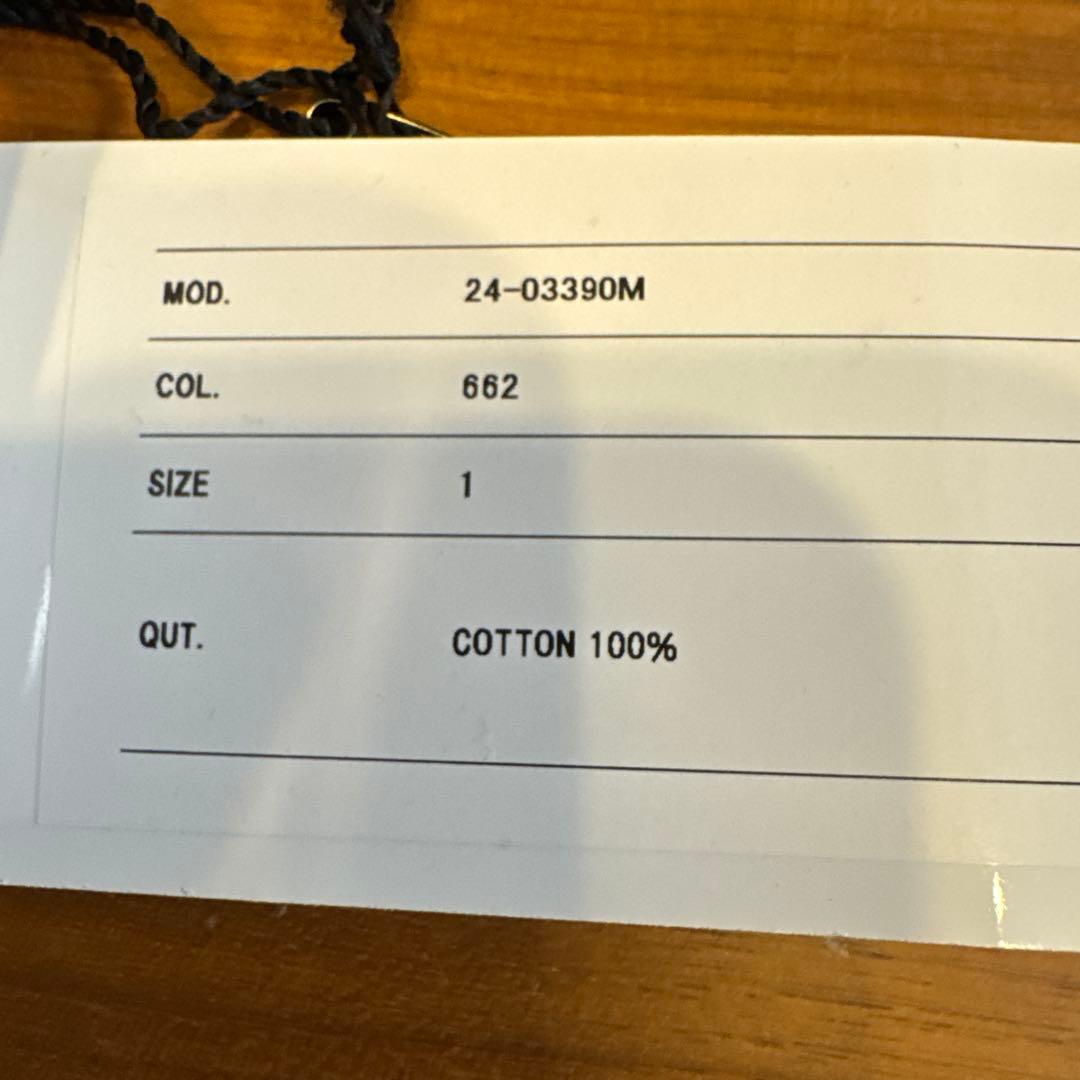 MOD. 24-03390M
COL. 662
SIZE 1
QUT. COTTON 100%